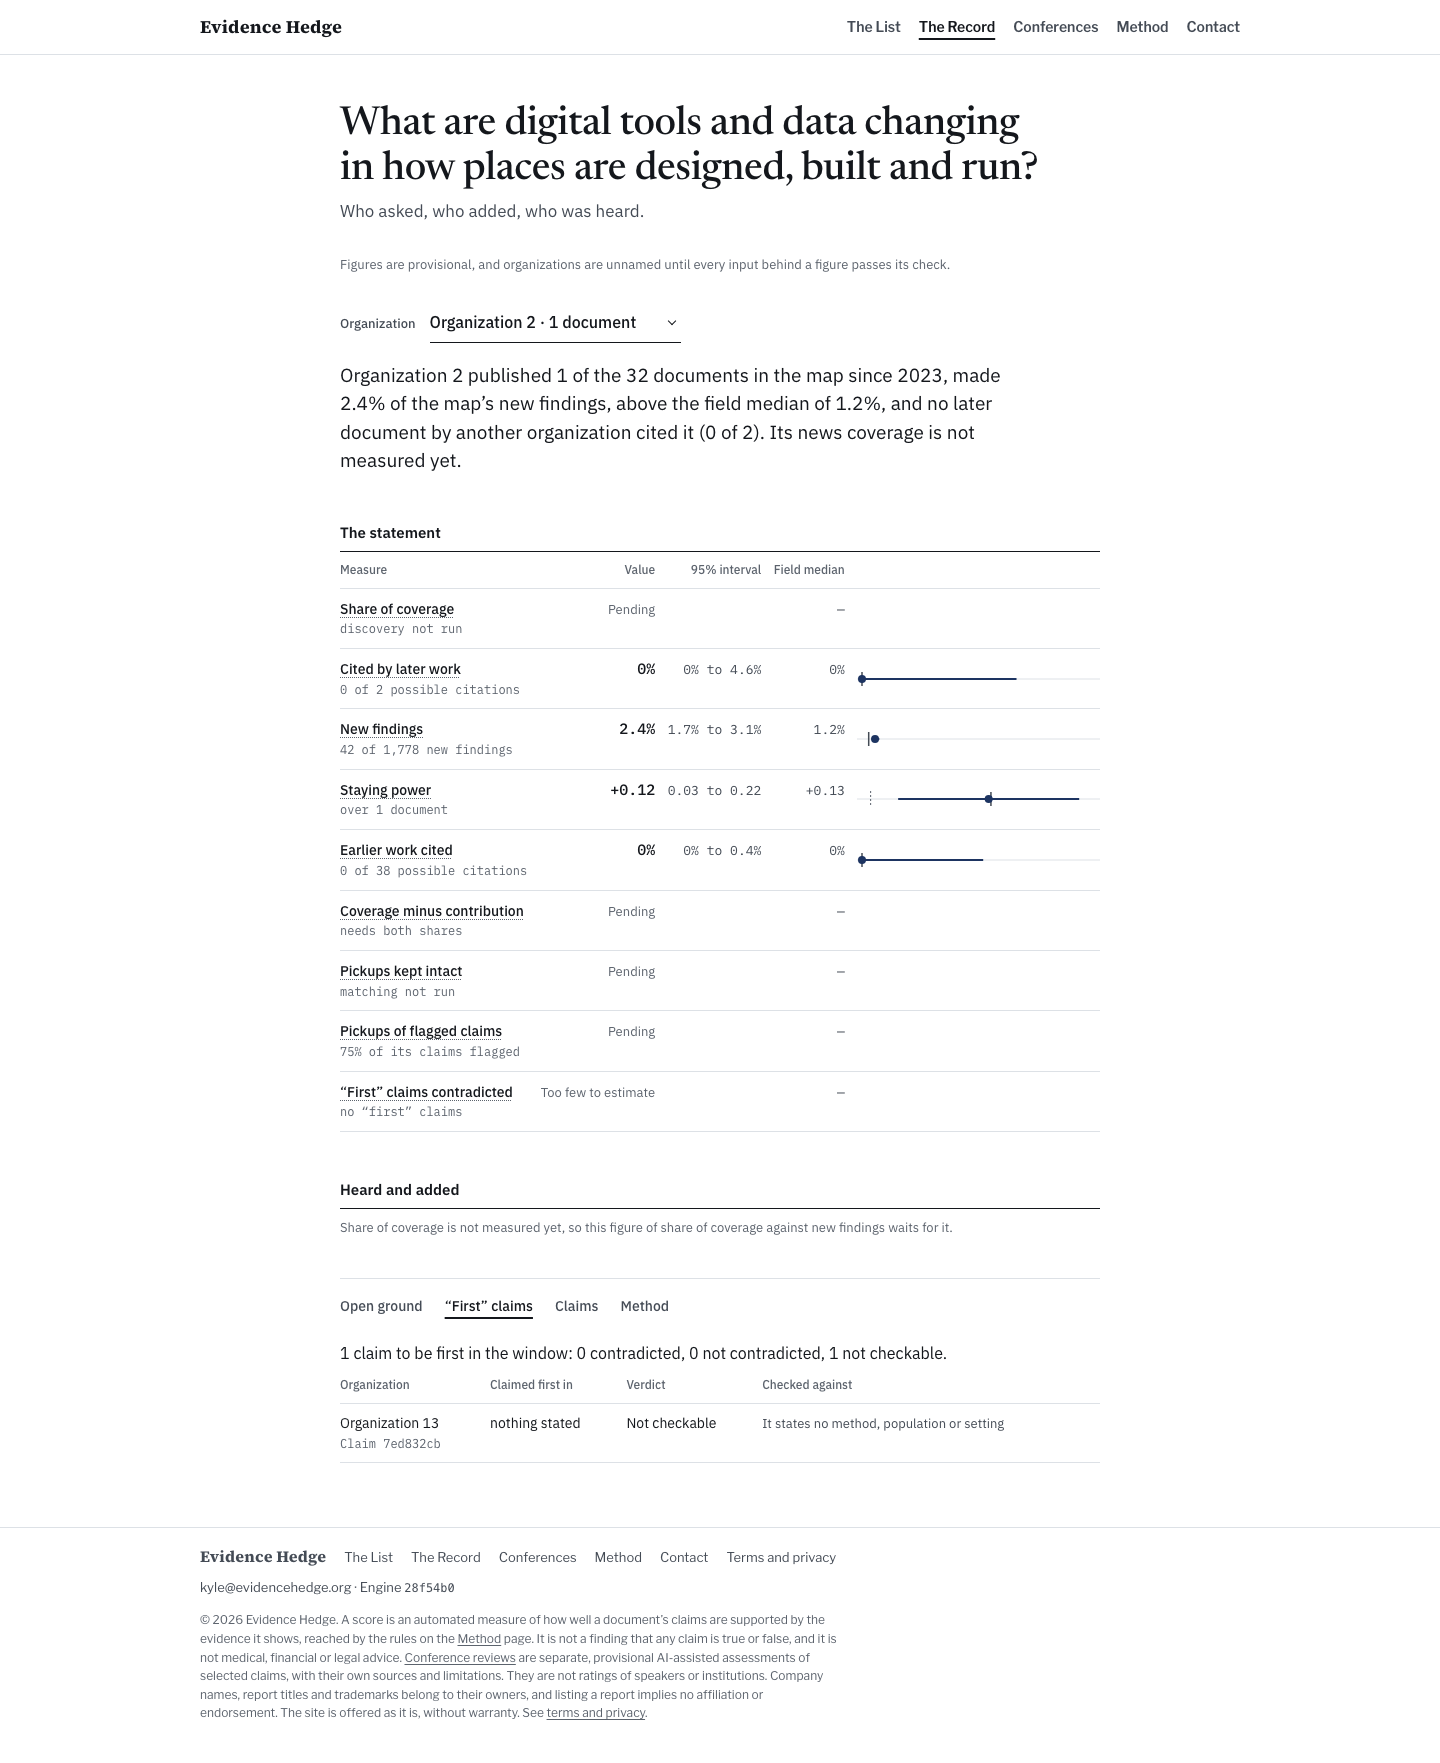 Evidence Hedge
The List The Record Conferences Method Contact
What are digital tools and data changing
in how places are designed, built and run?
Who asked, who added, who was heard.
Figures are provisional, and organizations are unnamed until every input behind a figure passes its check.
Organization Organization 2 · 1 document
Organization 2 published 1 of the 32 documents in the map since 2023, made
2.4% of the map’s new findings, above the field median of 1.2%, and no later
document by another organization cited it (0 of 2). Its news coverage is not
measured yet.
The statement
Measure Value 95% interval Field median
Share of coverage Pending —
discovery not run
Cited by later work 0% 0% to 4.6% 0%
0 of 2 possible citations
New findings 2.4% 1.7% to 3.1% 1.2%
42 of 1,778 new findings
Staying power +0.12 0.03 to 0.22 +0.13
over 1 document
Earlier work cited 0% 0% to 0.4% 0%
0 of 38 possible citations
Coverage minus contribution Pending —
needs both shares
Pickups kept intact Pending —
matching not run
Pickups of flagged claims Pending —
75% of its claims flagged
“First” claims contradicted Too few to estimate —
no “first” claims
Heard and added
Share of coverage is not measured yet, so this figure of share of coverage against new findings waits for it.
Open ground “First” claims Claims Method
1 claim to be first in the window: 0 contradicted, 0 not contradicted, 1 not checkable.
Organization Claimed first in Verdict Checked against
Organization 13 nothing stated Not checkable It states no method, population or setting
Claim 7ed832cb
Evidence Hedge The List The Record Conferences Method Contact Terms and privacy
kyle@evidencehedge.org · Engine 28f54b0
© 2026 Evidence Hedge. A score is an automated measure of how well a document’s claims are supported by the
evidence it shows, reached by the rules on the Method page. It is not a finding that any claim is true or false, and it is
not medical, financial or legal advice. Conference reviews are separate, provisional AI-assisted assessments of
selected claims, with their own sources and limitations. They are not ratings of speakers or institutions. Company
names, report titles and trademarks belong to their owners, and listing a report implies no affiliation or
endorsement. The site is offered as it is, without warranty. See terms and privacy.